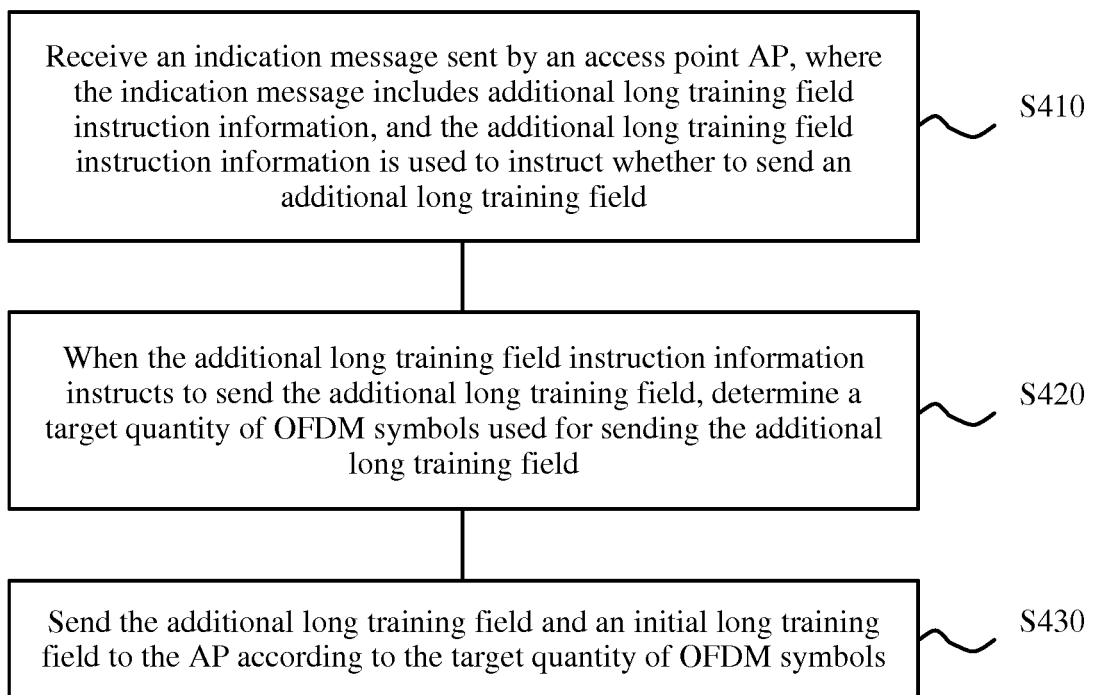 Receive an indication message sent by an access point AP, where
the indication message includes additional long training field
instruction information, and the additional long training field
instruction information is used to instruct whether to send an
additional long training field
S410
When the additional long training field instruction information
instructs to send the additional long training field, determine a
target quantity of OFDM symbols used for sending the additional
long training field
S420
Send the additional long training field and an initial long training
field to the AP according to the target quantity of OFDM symbols
S430